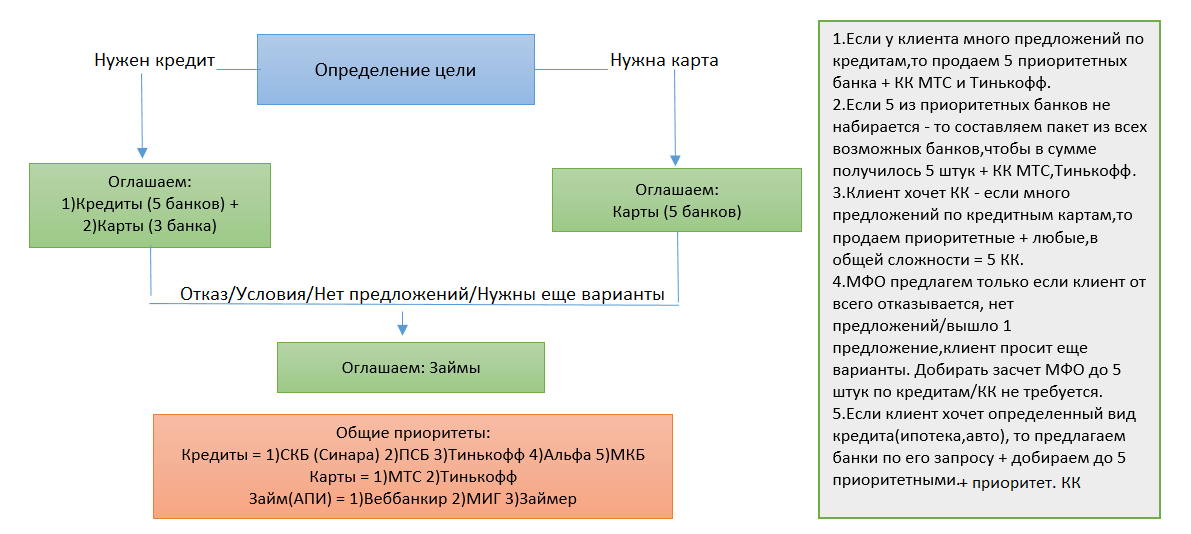 Нужен кредит
Определение цели
Нужна карта
Оглашаем:
1)Кредиты (5 банков) +
2)Карты (3 банка)
Оглашаем:
Карты (5 банков)
Отказ/Условия/Нет предложений/Нужны еще варианты
Оглашаем: Займы
Общие приоритеты:
Кредиты = 1)СКБ (Синара) 2)ПСБ 3)Тинькофф 4)Альфа 5)МКБ
Карты = 1)МТС 2)Тинькофф
Займ(АПИ) = 1)Веббанкир 2)МИГ 3)Займер
1.Если у клиента много предложений по
кредитам,то продаем 5 приоритетных
банка + КК МТС и Тинькофф.
2.Если 5 из приоритетных банков не
набирается - то составляем пакет из всех
возможных банков,чтобы в сумме
получилось 5 штук + КК МТС,Тинькофф.
3.Клиент хочет КК - если много
предложений по кредитным картам,то
продаем приоритетные + любые,в
общей сложности = 5 КК.
4.МФО предлагем только если клиент от
всего отказывается, нет
предложений/вышло 1
предложение,клиент просит еще
варианты. Добирать засчет МФО до 5
штук по кредитам/КК не требуется.
5.Если клиент хочет определенный вид
кредита(ипотека,авто), то предлагаем
банки по его запросу + добираем до 5
приоритетными.+ приоритет. КК